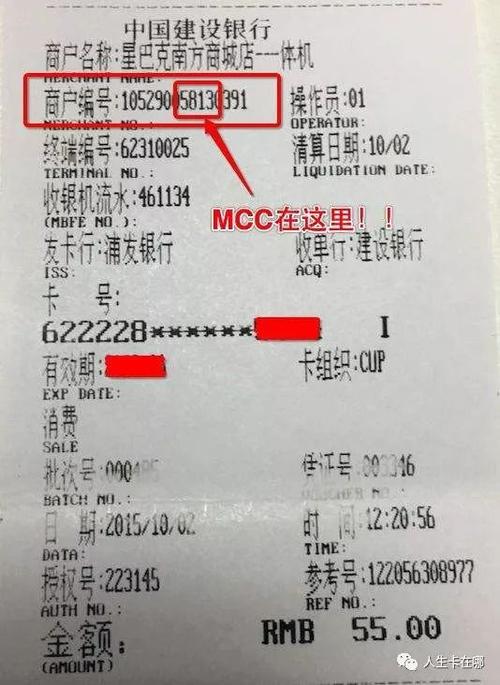 中国建设银行
商户名称:星巴克南方商城店---一体机
MERCHANT NAME:
商户编号:105290058130391 操作员:01
MERCHANT NO.: OPERATOR:
终端编号:62310025 清算日期:10/02
TERMINAL NO.: LIQUIDATION DATE:
收银机流水:461134
(MBFE NO.):
MCC在这里！！
发卡行:浦发银行 收单行:建设银行
ISS: ACQ:
卡 号:
622228****** I
有效期: 卡组织:CUP
EXP DATE:
消费
SALE
批次号:000485 凭证号:003346
BATCH NO.: VOUCHER NO.:
日 期:2015/10/02 时 间:12:20:56
DATA: TIME:
授权号:223145 参考号:122056308977
AUTH NO.: REF NO.:
金额: RMB 55.00
(AMOUNT)
人生卡在哪